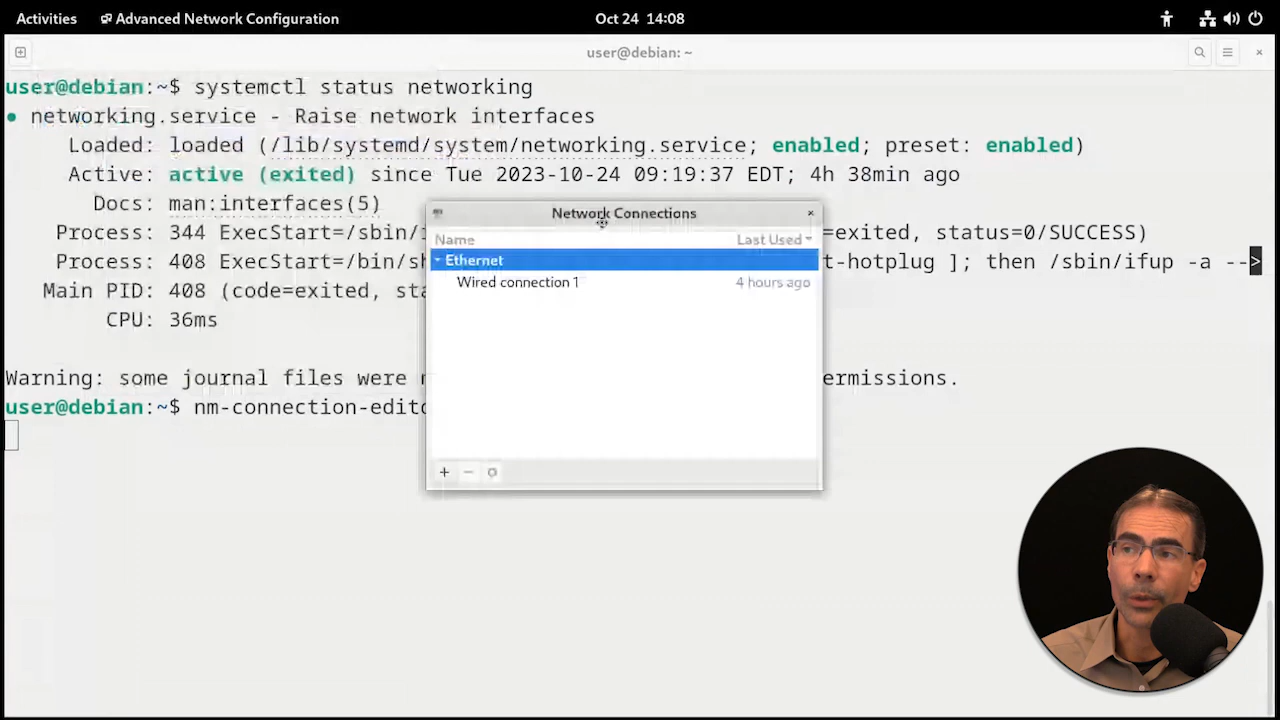 Activities Advanced Network Configuration Oct 24 14:08
user@debian: ~
user@debian:~$ systemctl status networking
● networking.service - Raise network interfaces
Loaded: loaded (/lib/systemd/system/networking.service; enabled; preset: enabled)
Active: active (exited) since Tue 2023-10-24 09:19:37 EDT; 4h 38min ago
Docs: man:interfaces(5)
Process: 344 ExecStart=/sbin/i =exited, status=0/SUCCESS)
Process: 408 ExecStart=/bin/sh t-hotplug ]; then /sbin/ifup -a -->
Main PID: 408 (code=exited, sta
CPU: 36ms
Warning: some journal files were ermissions.
user@debian:~$ nm-connection-edito
Network Connections
Name Last Used
Ethernet
Wired connection 1 4 hours ago